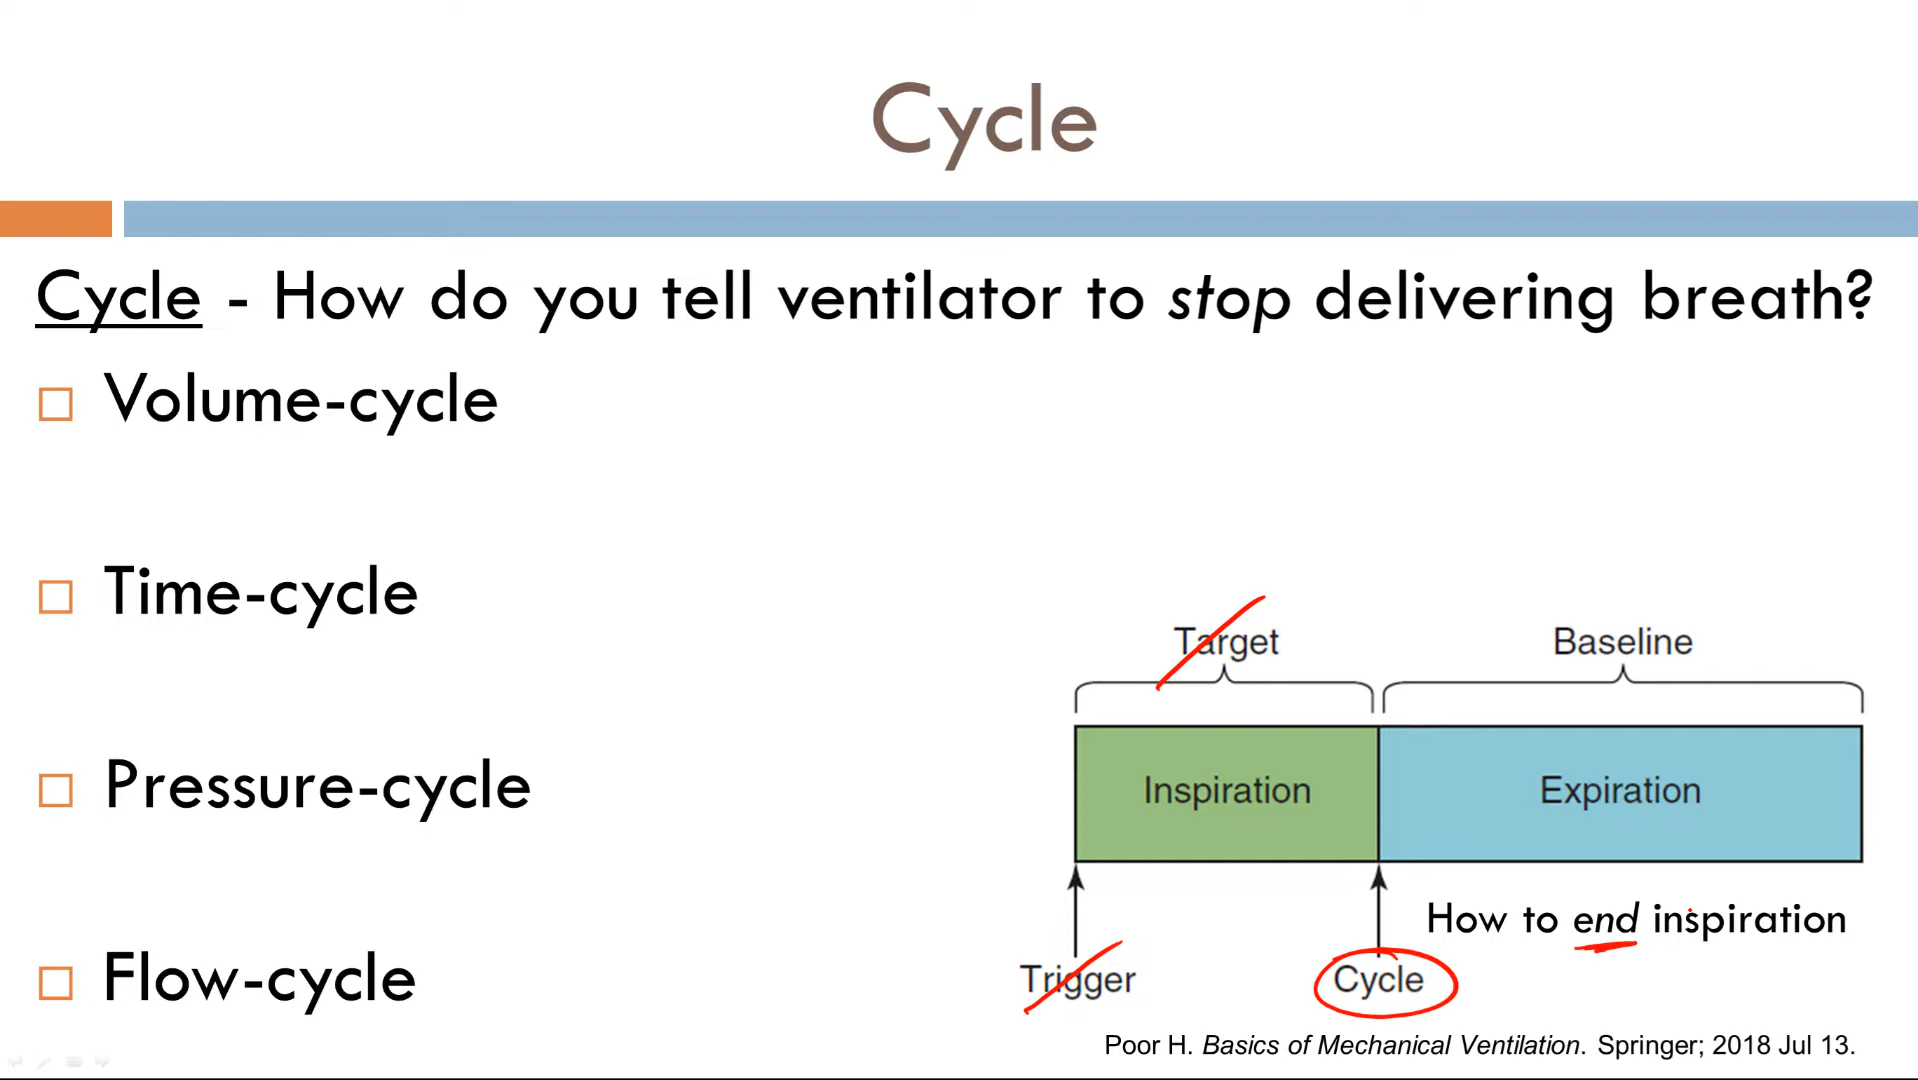 Cycle
Cycle - How do you tell ventilator to stop delivering breath?
Volume-cycle
Time-cycle
Pressure-cycle
Flow-cycle
Target
Baseline
Inspiration
Expiration
How to end inspiration
Trigger
Cycle
Poor H. Basics of Mechanical Ventilation. Springer; 2018 Jul 13.